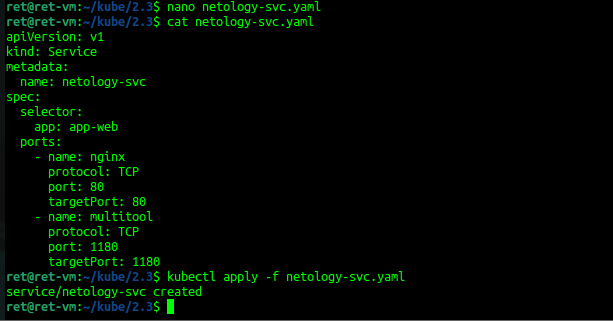 ret@ret-vm:~/kube/2.3$ nano netology-svc.yaml
ret@ret-vm:~/kube/2.3$ cat netology-svc.yaml
apiVersion: v1
kind: Service
metadata:
  name: netology-svc
spec:
  selector:
    app: app-web
  ports:
    - name: nginx
      protocol: TCP
      port: 80
      targetPort: 80
    - name: multitool
      protocol: TCP
      port: 1180
      targetPort: 1180
ret@ret-vm:~/kube/2.3$ kubectl apply -f netology-svc.yaml
service/netology-svc created
ret@ret-vm:~/kube/2.3$